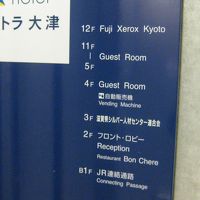 hotel
トラ 大津
12F Fuji Xerox Kyoto
11F
Guest Room
5F
4F Guest Room
自動販売機
Vending Machine
3F 滋賀県シルバー人材センター連合会
2F フロント・ロビー
Reception
Restaurant Bon Chere
B1F JR連絡通路
Connecting Passage